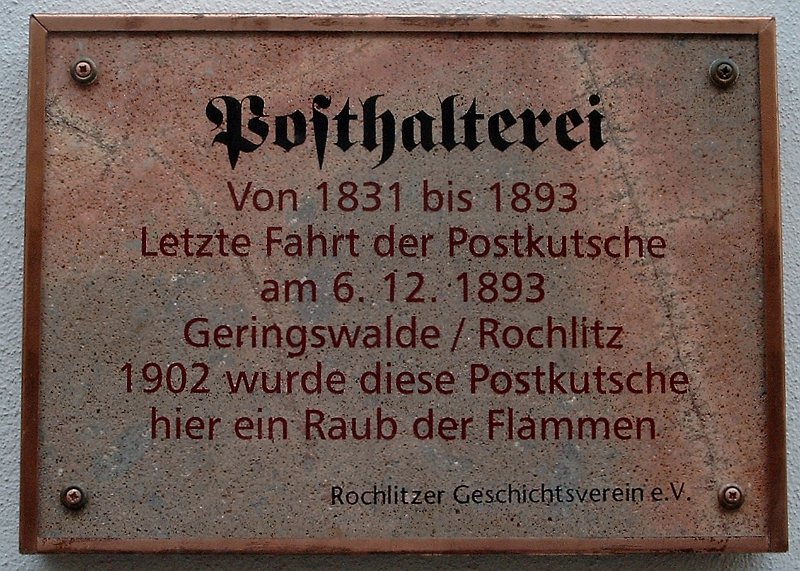 Poſthalterei
Von 1831 bis 1893
Letzte Fahrt der Postkutsche
am 6. 12. 1893
Geringswalde / Rochlitz
1902 wurde diese Postkutsche
hier ein Raub der Flammen
Rochlitzer Geschichtsverein e.V.